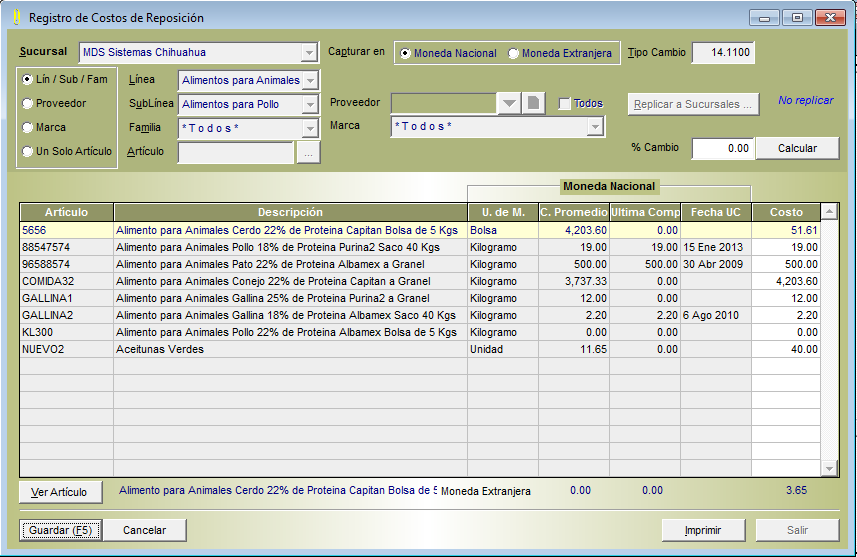 Registro de Costos de Reposición
Sucursal MDS Sistemas Chihuahua Capturar en Moneda Nacional Moneda Extranjera Tipo Cambio 14.1100
Lín / Sub / Fam Línea Alimentos para Animales
Proveedor SubLínea Alimentos para Pollo Proveedor Todos Replicar a Sucursales ... No replicar
Marca Familia * T o d o s * Marca * T o d o s *
Un Solo Artículo Artículo ... % Cambio 0.00 Calcular
Moneda Nacional
Artículo Descripción U. de M. C. Promedio Ultima Comp Fecha UC Costo
5656 Alimento para Animales Cerdo 22% de Proteina Capitan Bolsa de 5 Kgs Bolsa 4,203.60 0.00 51.61
88547574 Alimento para Animales Pollo 18% de Proteina Purina2 Saco 40 Kgs Kilogramo 19.00 19.00 15 Ene 2013 19.00
96588574 Alimento para Animales Pato 22% de Proteina Albamex a Granel Kilogramo 500.00 500.00 30 Abr 2009 500.00
COMIDA32 Alimento para Animales Conejo 22% de Proteina Capitan a Granel Kilogramo 3,737.33 0.00 4,203.60
GALLINA1 Alimento para Animales Gallina 25% de Proteina Purina2 a Granel Kilogramo 12.00 0.00 12.00
GALLINA2 Alimento para Animales Gallina 18% de Proteina Albamex Saco 40 Kgs Kilogramo 2.20 2.20 6 Ago 2010 2.20
KL300 Alimento para Animales Pollo 22% de Proteina Albamex Bolsa de 5 Kgs Kilogramo 0.00 0.00 0.00
NUEVO2 Aceitunas Verdes Unidad 11.65 0.00 40.00
Ver Artículo Alimento para Animales Cerdo 22% de Proteina Capitan Bolsa de 5 Moneda Extranjera 0.00 0.00 3.65
Guardar (F5) Cancelar Imprimir Salir